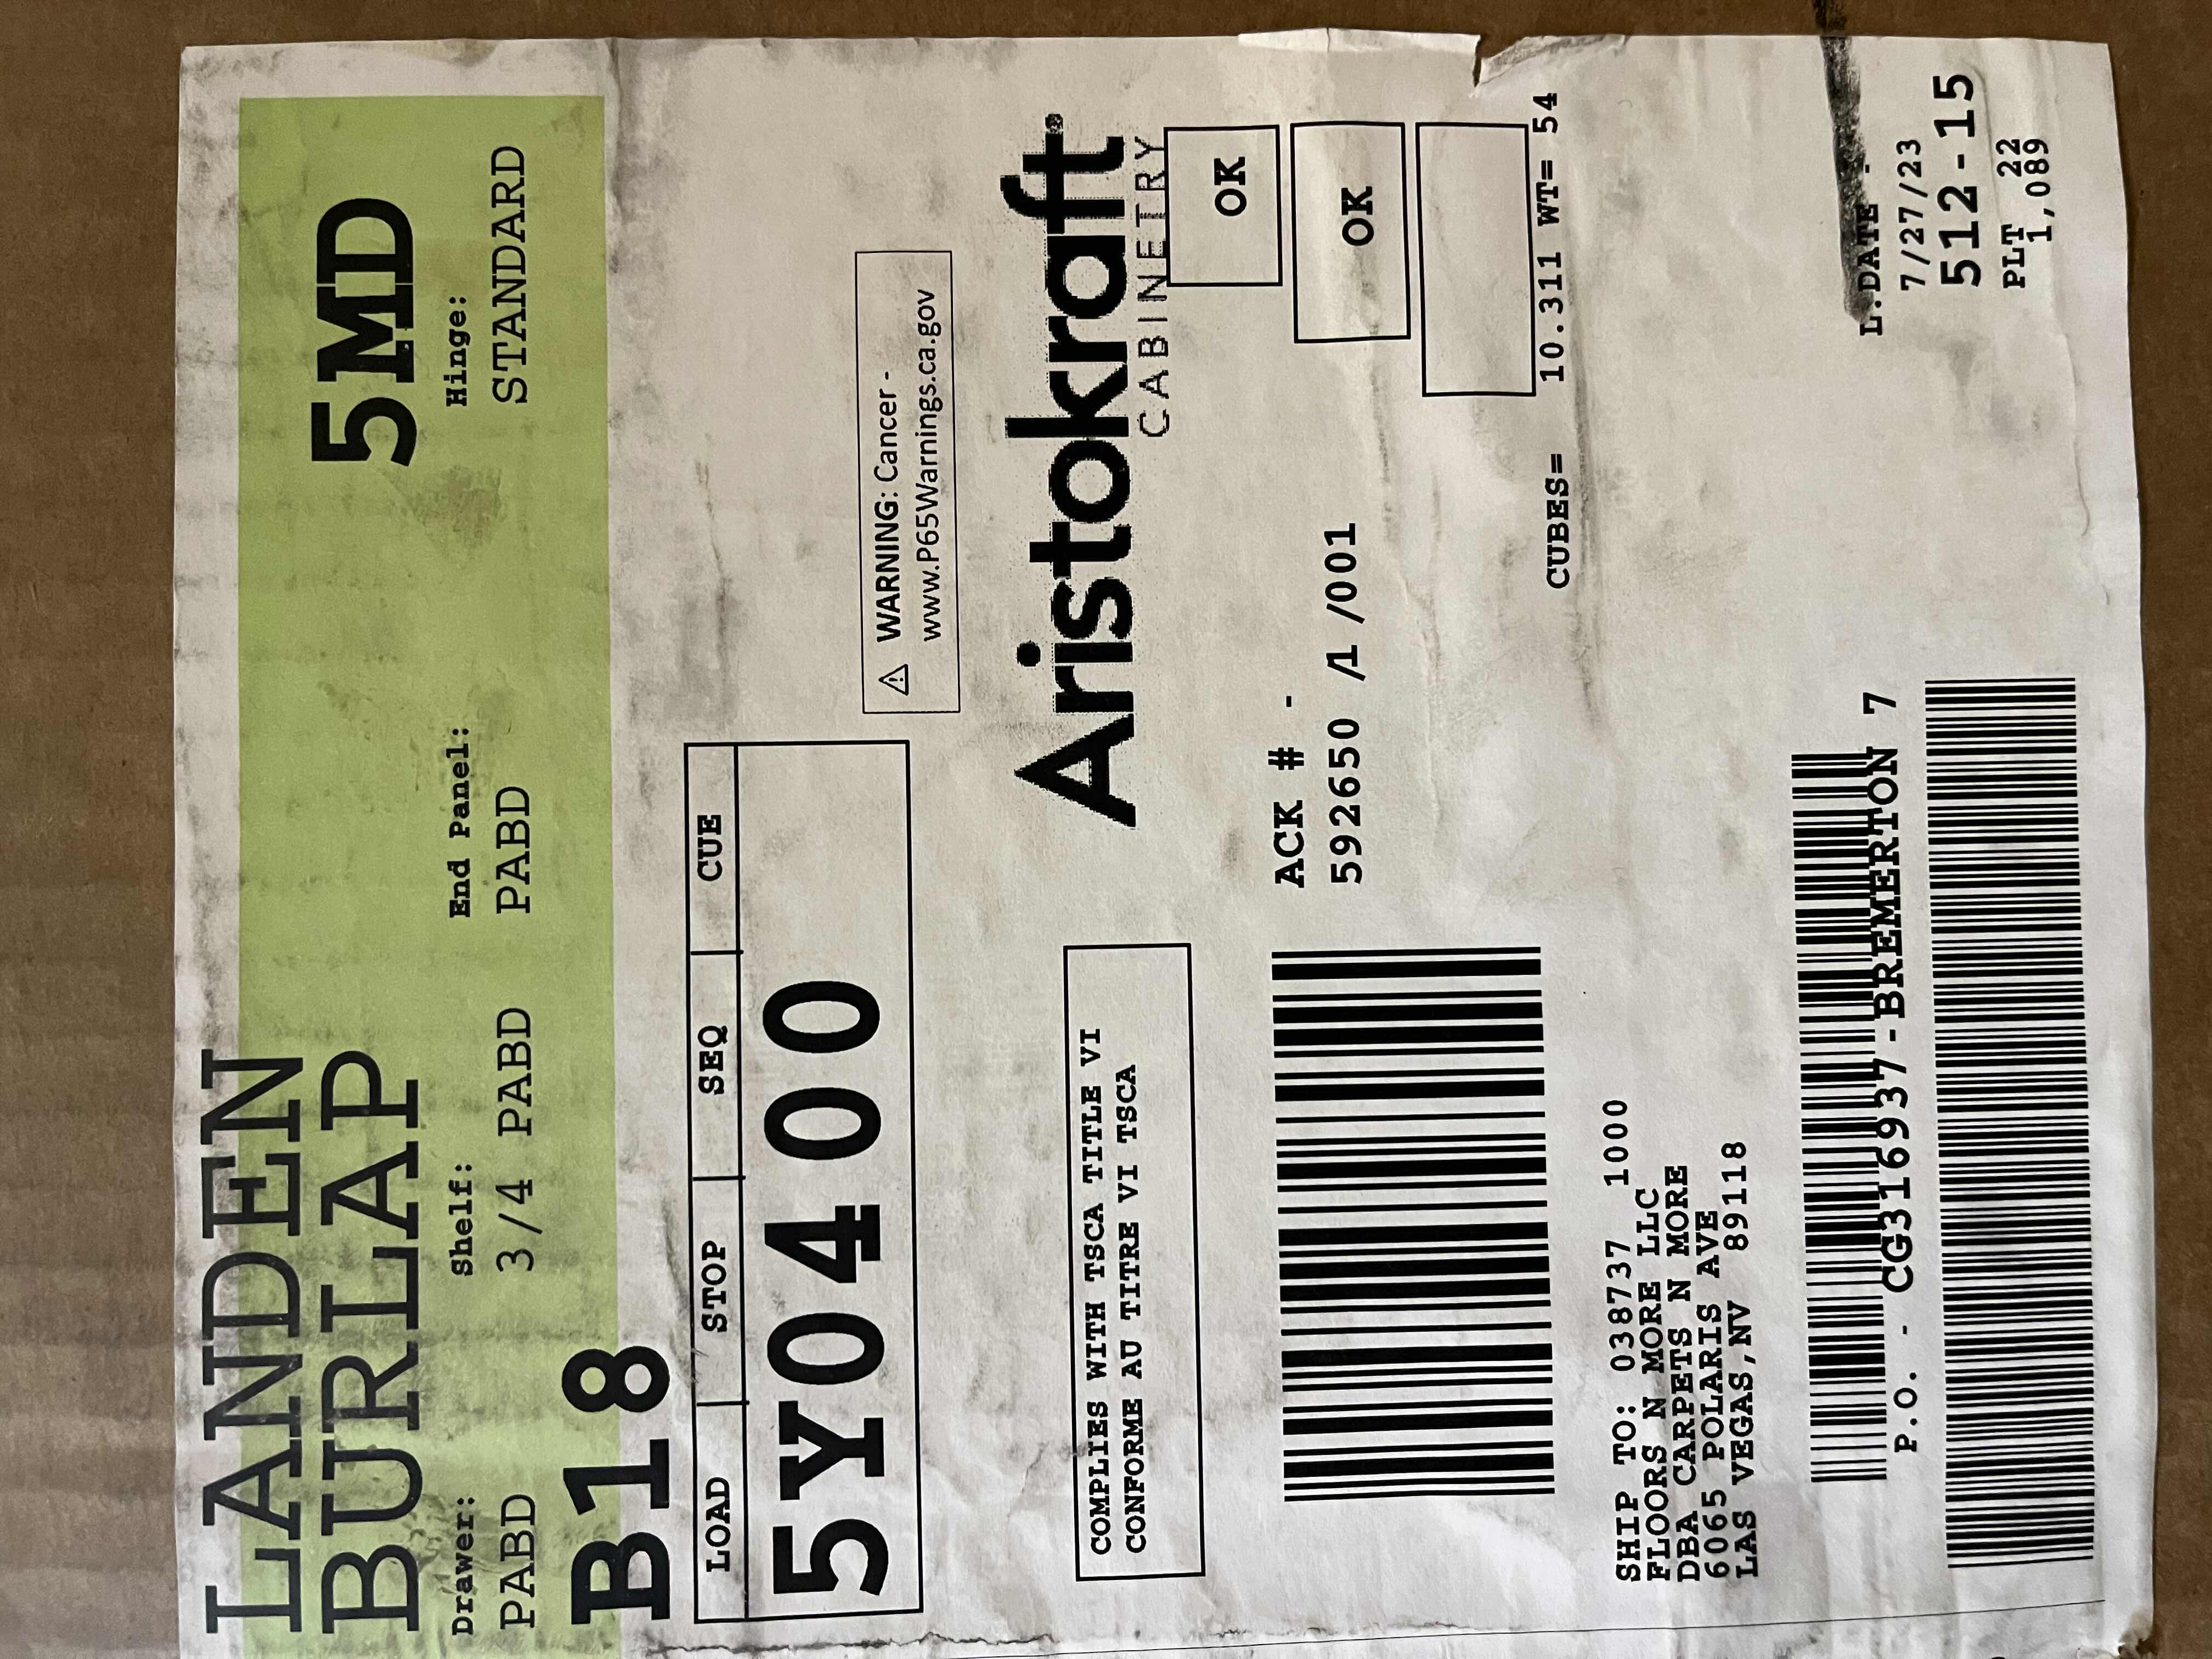 LANDEN
BURLAP
5MD
Drawer: Shelf: End Panel: Hinge:
PABD 3/4 PABD PABD STANDARD
B18
LOAD STOP SEQ CUE
5Y0400
⚠ WARNING: Cancer -
www.P65Warnings.ca.gov
Aristokraft®
CABINETRY
COMPLIES WITH TSCA TITLE VI
CONFORME AU TITRE VI TSCA
OK
ACK # -
592650 /1 /001
OK
CUBES= 10.311 WT= 54
SHIP TO: 038737 1000
FLOORS N MORE LLC
DBA CARPETS N MORE
6065 POLARIS AVE
LAS VEGAS,NV 89118
L.DATE -
7/27/23
512-15
PLT 22
1,089
P.O. - CG316937-BREMERTON 7